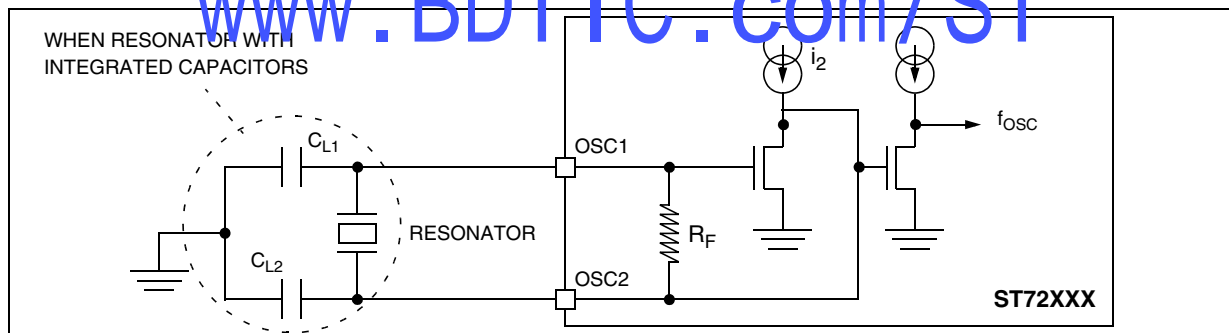 www.BDTIC.com/ST
WHEN RESONATOR WITH
INTEGRATED CAPACITORS
i2
fOSC
CL1
OSC1
RESONATOR
RF
CL2
OSC2
ST72XXX